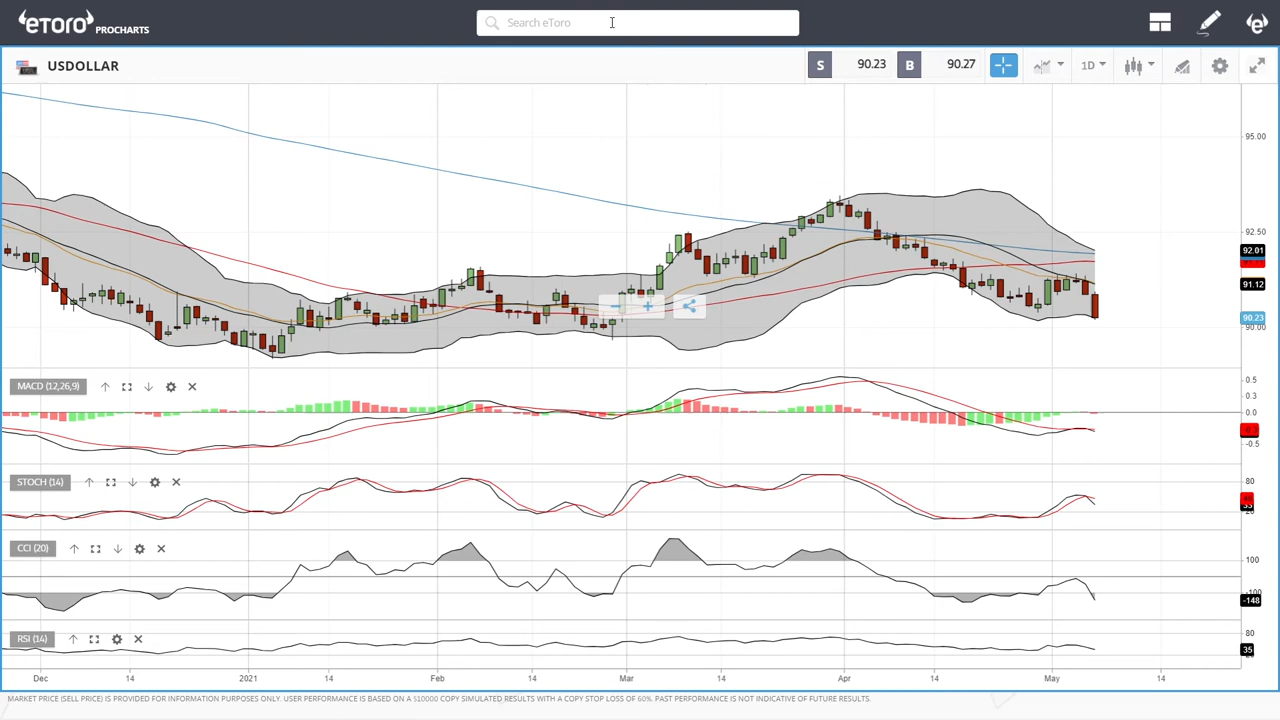 eToro PROCHARTS
Search eToro
USDOLLAR
S 90.23 B 90.27
1D
95.00
92.50
92.01
91.12
90.23
90.00
MACD (12,26,9)
0.5
0.3
0.0
-0.5
STOCH (14)
80
20
CCI (20)
100
-100
-148
RSI (14)
80
35
Dec 14 2021 14 Feb 14 Mar 14 Apr 14 May 14
MARKET PRICE (SELL PRICE) IS PROVIDED FOR INFORMATION PURPOSES ONLY. USER PERFORMANCE IS BASED ON A $10000 COPY SIMULATED RESULTS WITH A COPY STOP LOSS OF 60%. PAST PERFORMANCE IS NOT INDICATIVE OF FUTURE RESULTS.